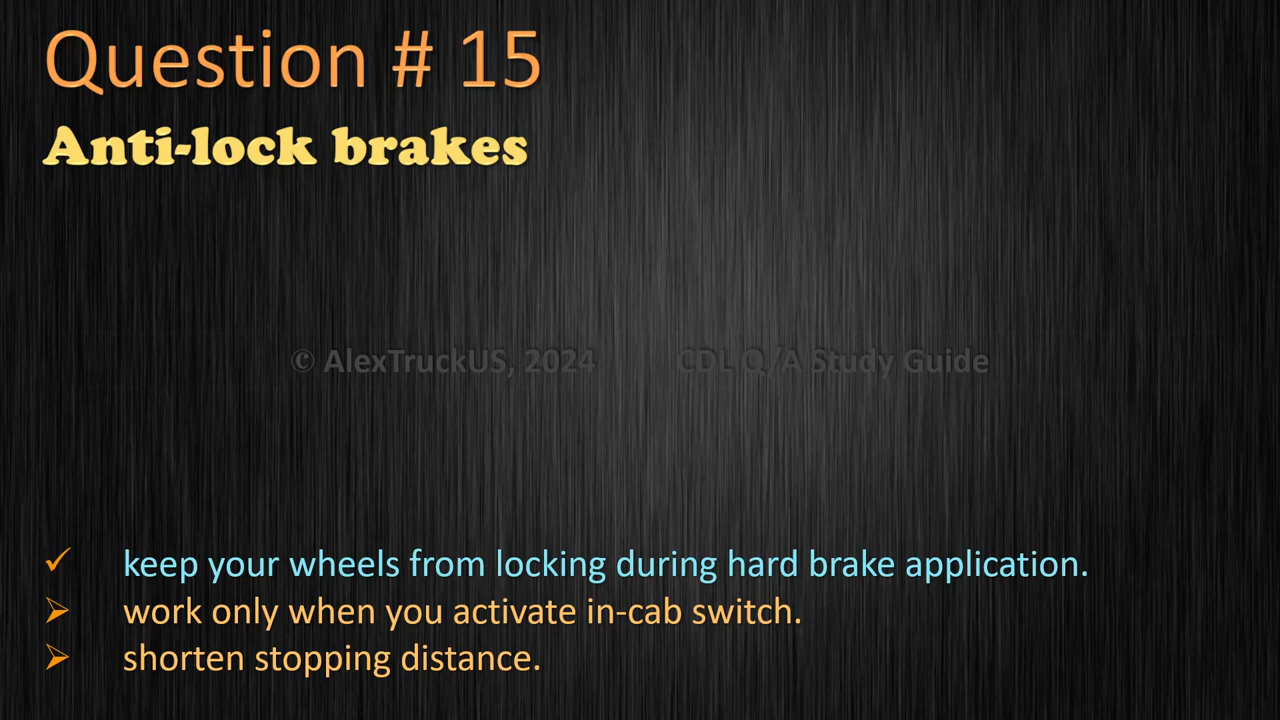 Question # 15
Anti-lock brakes
© AlexTruckUS, 2024 CDL Q/A Study Guide
✓ keep your wheels from locking during hard brake application.
➢ work only when you activate in-cab switch.
➢ shorten stopping distance.